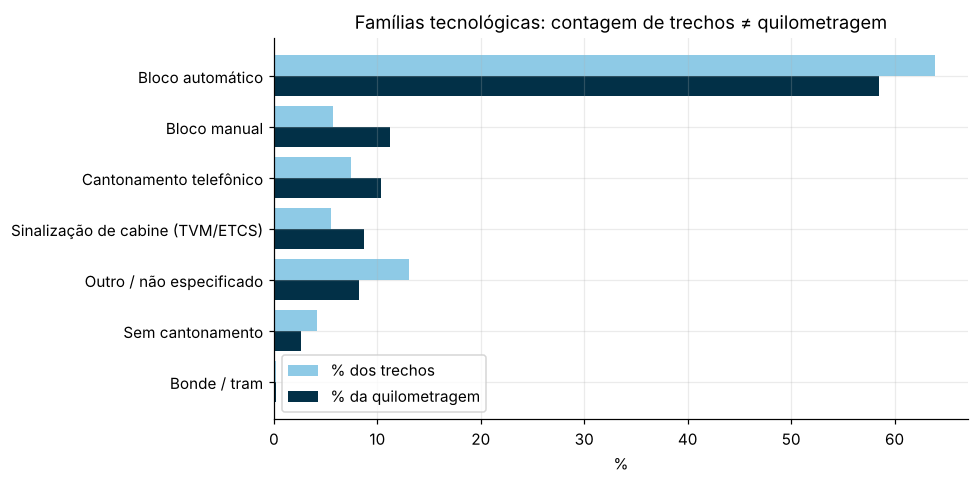 Famílias tecnológicas: contagem de trechos ≠ quilometragem
Bloco automático
Bloco manual
Cantonamento telefônico
Sinalização de cabine (TVM/ETCS)
Outro / não especificado
Sem cantonamento
Bonde / tram
% dos trechos
% da quilometragem
0 10 20 30 40 50 60
%